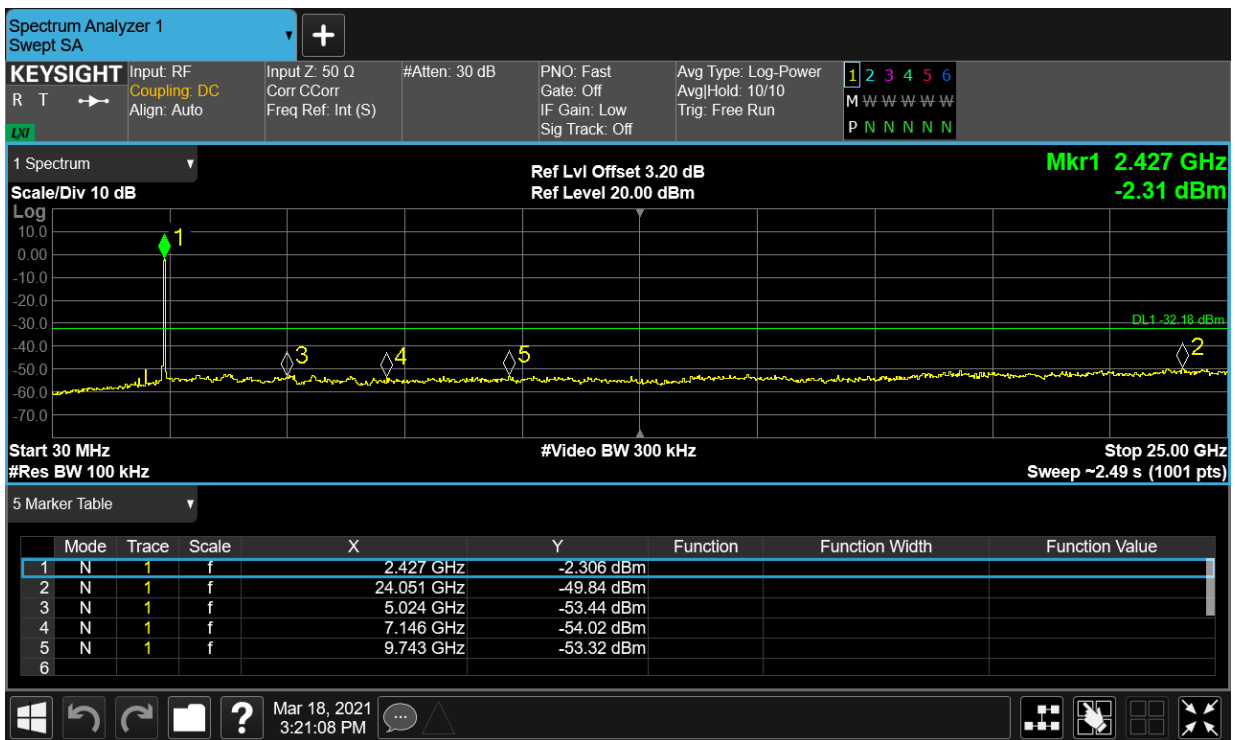 Spectrum Analyzer 1
Swept SA
▼
+
KEYSIGHT Input: RF Input Z: 50 Ω #Atten: 30 dB PNO: Fast Avg Type: Log-Power 1 2 3 4 5 6
R T Coupling: DC Corr CCorr Gate: Off Avg|Hold: 10/10 M W W W W W
Align: Auto Freq Ref: Int (S) IF Gain: Low Trig: Free Run
LXI Sig Track: Off P N N N N N
1 Spectrum ▼ Ref Lvl Offset 3.20 dB Mkr1 2.427 GHz
Scale/Div 10 dB Ref Level 20.00 dBm -2.31 dBm
Log
10.0
1
0.00
-10.0
-20.0
-30.0 DL1 -32.18 dBm
-40.0 3 4 5 2
-50.0
-60.0
-70.0
Start 30 MHz #Video BW 300 kHz Stop 25.00 GHz
#Res BW 100 kHz Sweep ~2.49 s (1001 pts)
5 Marker Table ▼
Mode Trace Scale X Y Function Function Width Function Value
1 N 1 f 2.427 GHz -2.306 dBm
2 N 1 f 24.051 GHz -49.84 dBm
3 N 1 f 5.024 GHz -53.44 dBm
4 N 1 f 7.146 GHz -54.02 dBm
5 N 1 f 9.743 GHz -53.32 dBm
6
? Mar 18, 2021
3:21:08 PM